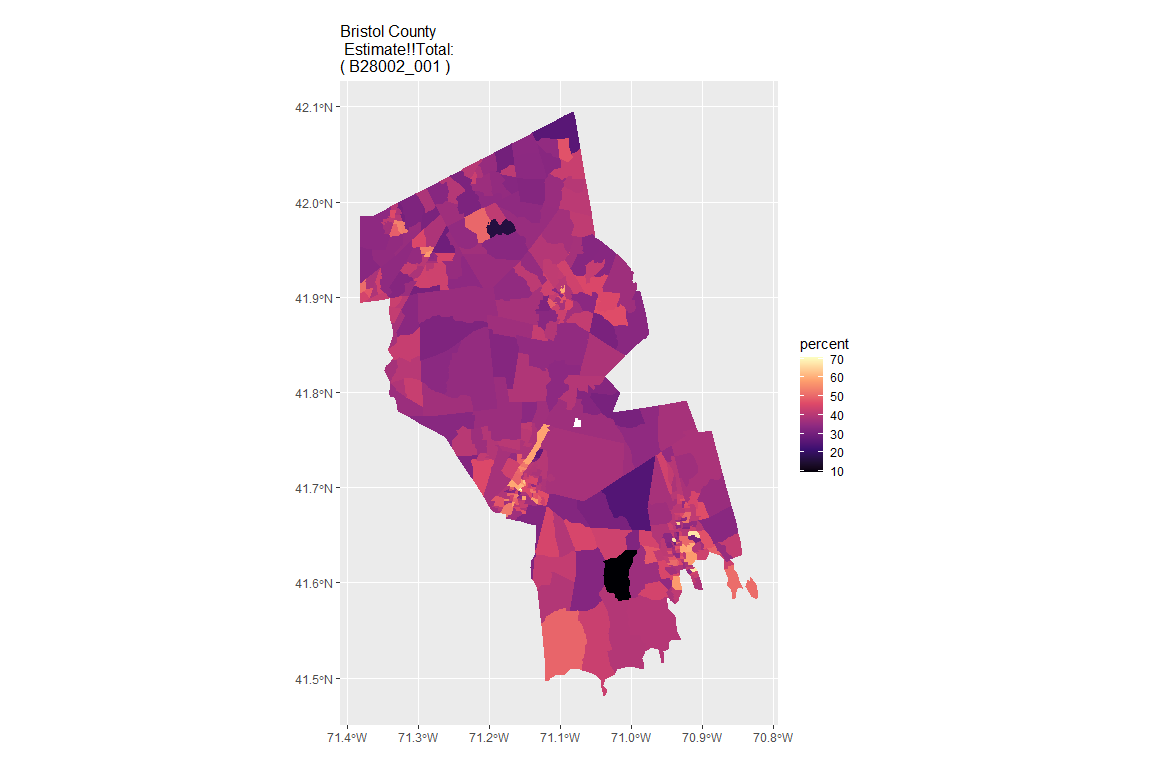 Bristol County
Estimate!!Total:
( B28002_001 )
42.1°N
42.0°N
41.9°N
41.8°N
41.7°N
41.6°N
41.5°N
71.4°W 71.3°W 71.2°W 71.1°W 71.0°W 70.9°W 70.8°W
percent
70
60
50
40
30
20
10